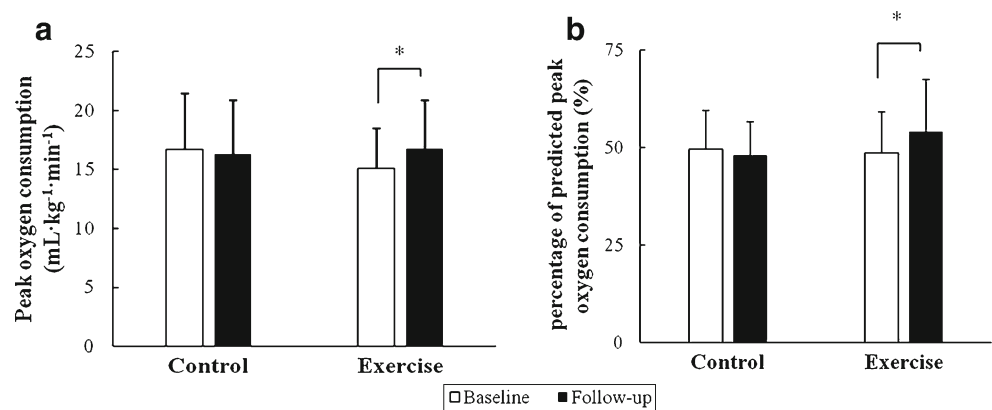 a
Peak oxygen consumption
(mL·kg⁻¹·min⁻¹)
25
20
15
10
5
0
*
Control Exercise
b
percentage of predicted peak
oxygen consumption (%)
75
50
25
0
*
Control Exercise
Baseline Follow-up